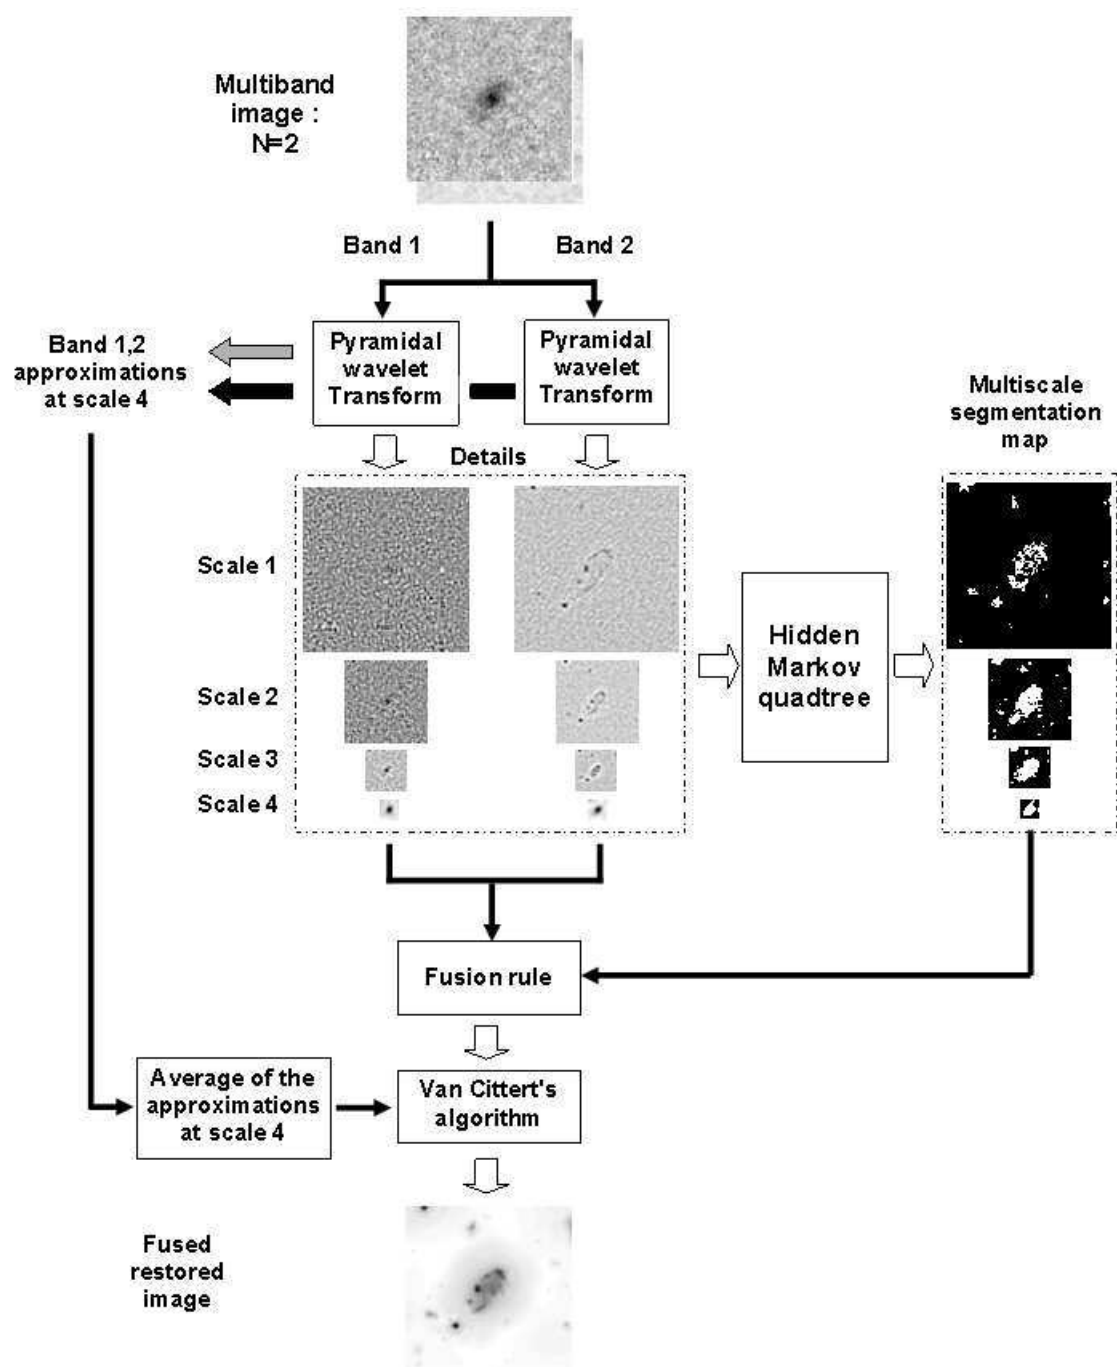 Multiband
image :
N=2
Band 1
Band 2
Pyramidal
wavelet
Transform
Pyramidal
wavelet
Transform
Band 1,2
approximations
at scale 4
Details
Multiscale
segmentation
map
Scale 1
Scale 2
Scale 3
Scale 4
Hidden
Markov
quadtree
Fusion rule
Average of the
approximations
at scale 4
Van Cittert's
algorithm
Fused
restored
image